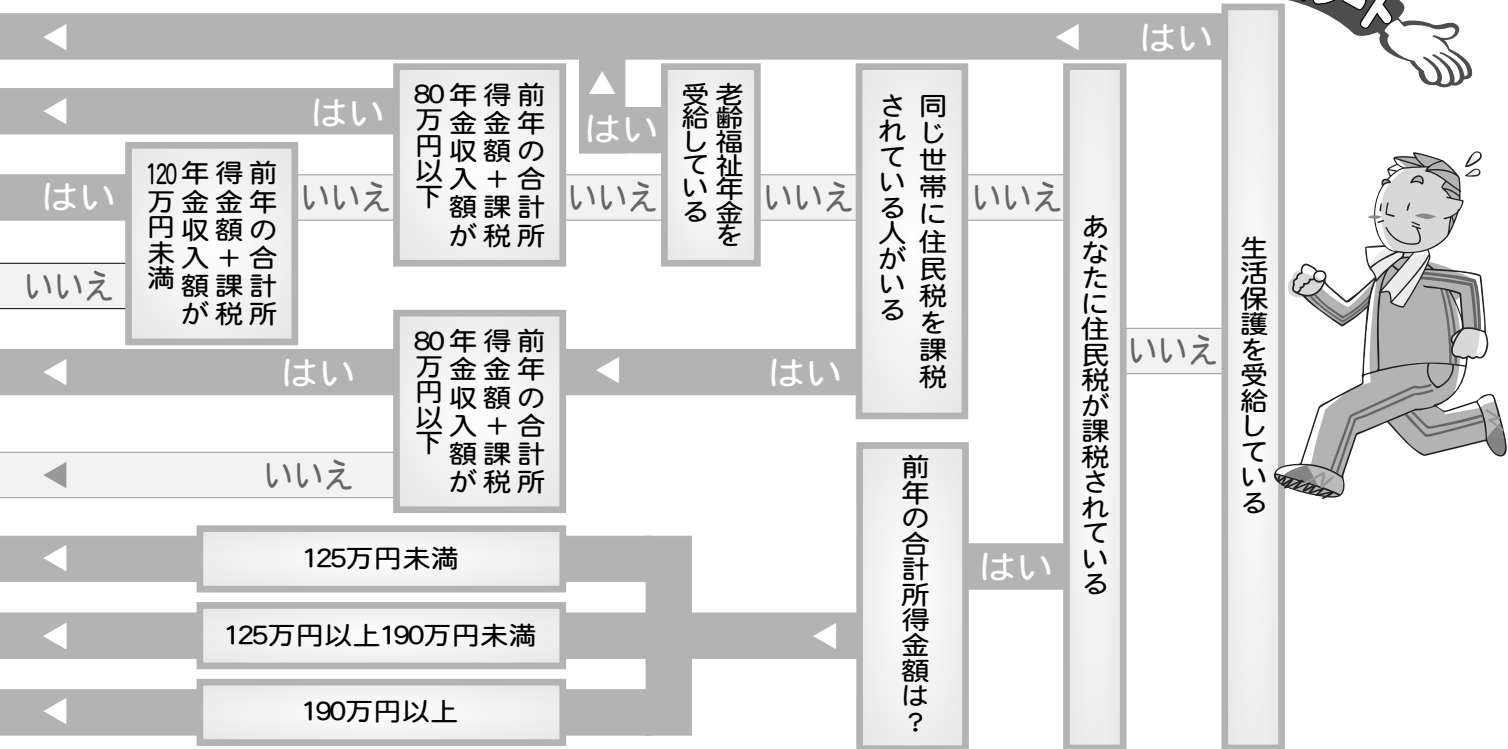 はい
生活保護を受給している
いいえ
あなたに住民税が課税されている
いいえ
はい
同じ世帯に住民税を課税
されている人がいる
いいえ
はい
前年の合計所得金額は?
老齢福祉年金を
受給している
はい
いいえ
前年の合計所
得金額+課税
年金収入額が
80万円以下
はい
いいえ
前年の合計所
得金額+課税
年金収入額が
120万円未満
はい
いいえ
前年の合計所
得金額+課税
年金収入額が
80万円以下
はい
いいえ
125万円未満
125万円以上190万円未満
190万円以上